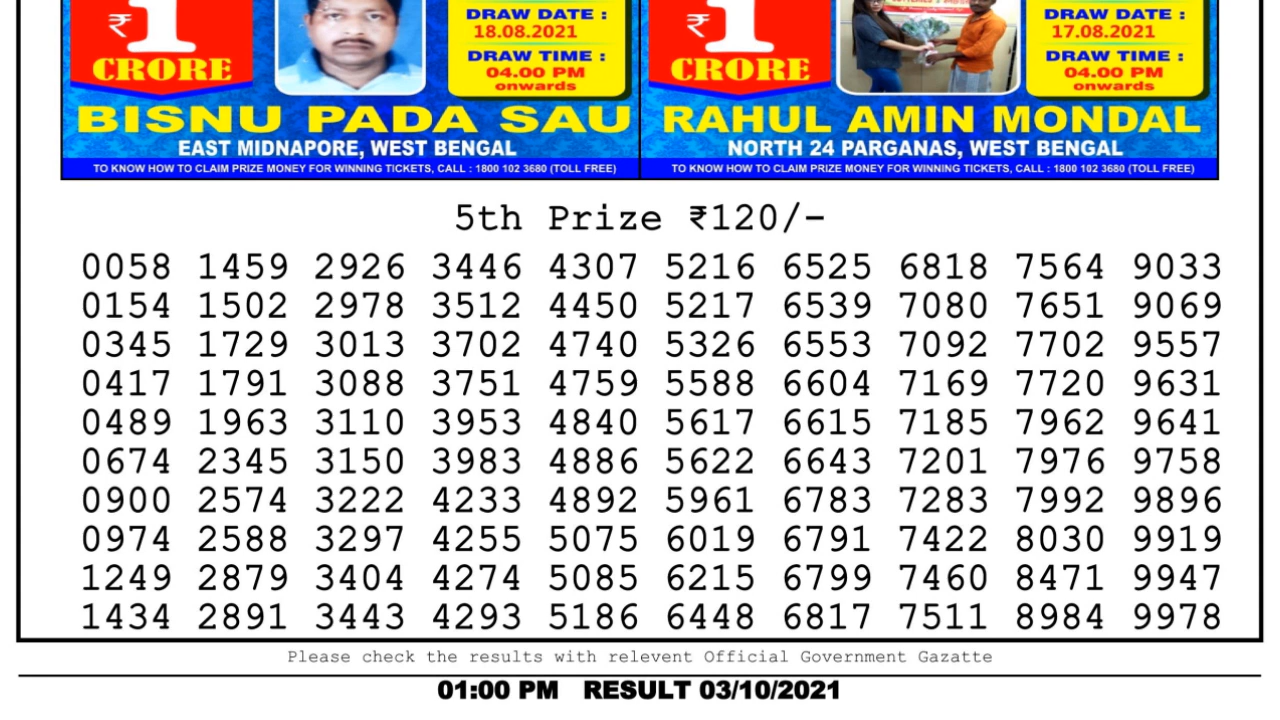 ₹1
CRORE
DRAW DATE :
18.08.2021
DRAW TIME :
04.00 PM
onwards
BISNU PADA SAU
EAST MIDNAPORE, WEST BENGAL
TO KNOW HOW TO CLAIM PRIZE MONEY FOR WINNING TICKETS, CALL : 1800 102 3680 (TOLL FREE)
₹1
CRORE
DRAW DATE :
17.08.2021
DRAW TIME :
04.00 PM
onwards
RAHUL AMIN MONDAL
NORTH 24 PARGANAS, WEST BENGAL
TO KNOW HOW TO CLAIM PRIZE MONEY FOR WINNING TICKETS, CALL : 1800 102 3680 (TOLL FREE)
5th Prize ₹120/-
0058 1459 2926 3446 4307 5216 6525 6818 7564 9033
0154 1502 2978 3512 4450 5217 6539 7080 7651 9069
0345 1729 3013 3702 4740 5326 6553 7092 7702 9557
0417 1791 3088 3751 4759 5588 6604 7169 7720 9631
0489 1963 3110 3953 4840 5617 6615 7185 7962 9641
0674 2345 3150 3983 4886 5622 6643 7201 7976 9758
0900 2574 3222 4233 4892 5961 6783 7283 7992 9896
0974 2588 3297 4255 5075 6019 6791 7422 8030 9919
1249 2879 3404 4274 5085 6215 6799 7460 8471 9947
1434 2891 3443 4293 5186 6448 6817 7511 8984 9978
Please check the results with relevent Official Government Gazatte
01:00 PM RESULT 03/10/2021